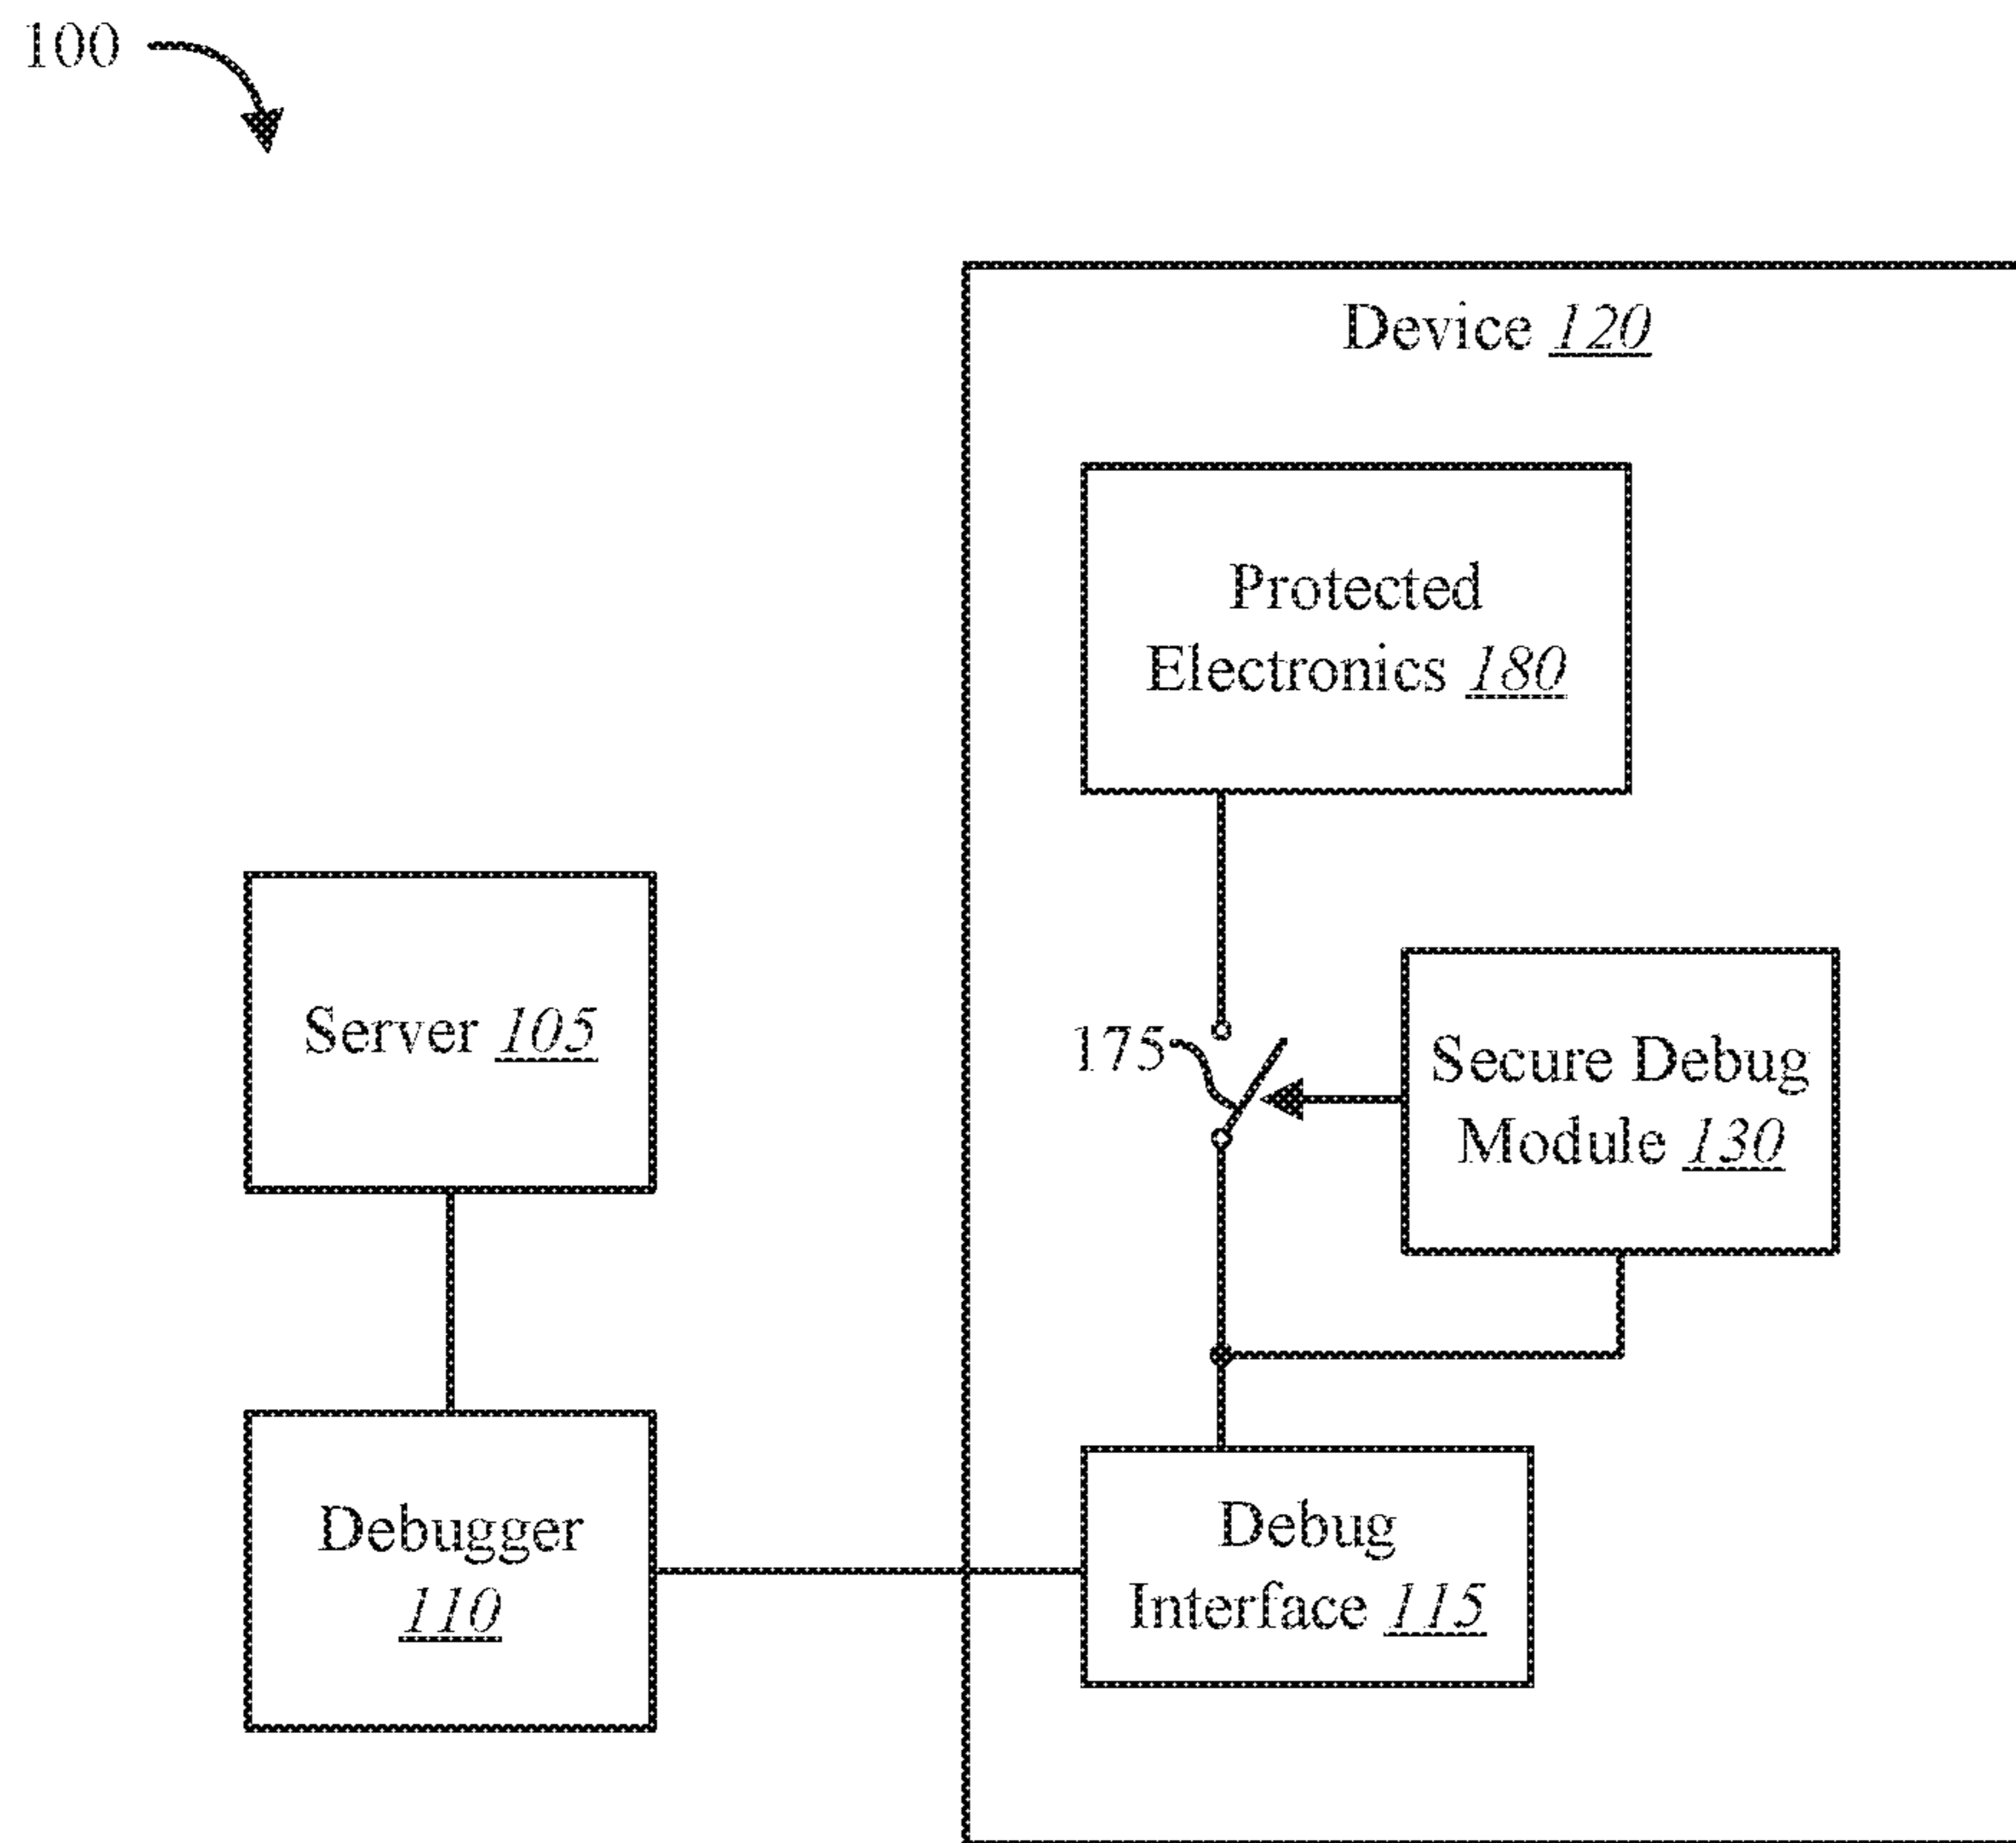 100
Device 120
Protected
Electronics 180
Server 105
175
Secure Debug
Module 130
Debugger
110
Debug
Interface 115